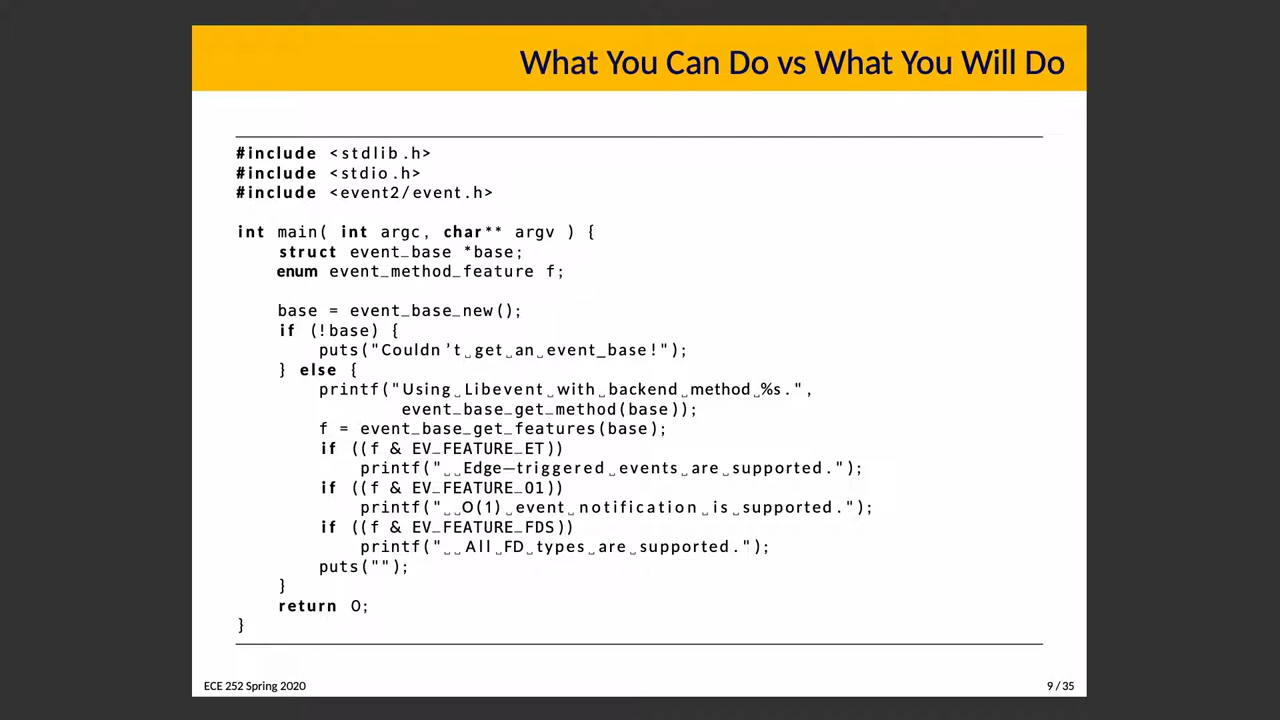 What You Can Do vs What You Will Do
#include <stdlib.h>
#include <stdio.h>
#include <event2/event.h>
int main( int argc, char** argv ) {
    struct event_base *base;
    enum event_method_feature f;
    base = event_base_new();
    if (!base) {
        puts("Couldn't␣get␣an␣event_base!");
    } else {
        printf("Using␣Libevent␣with␣backend␣method␣%s.",
                event_base_get_method(base));
        f = event_base_get_features(base);
        if ((f & EV_FEATURE_ET))
            printf("␣␣Edge−triggered␣events␣are␣supported.");
        if ((f & EV_FEATURE_O1))
            printf("␣␣O(1)␣event␣notification␣is␣supported.");
        if ((f & EV_FEATURE_FDS))
            printf("␣␣All␣FD␣types␣are␣supported.");
        puts("");
    }
    return 0;
}
ECE 252 Spring 2020
9 / 35